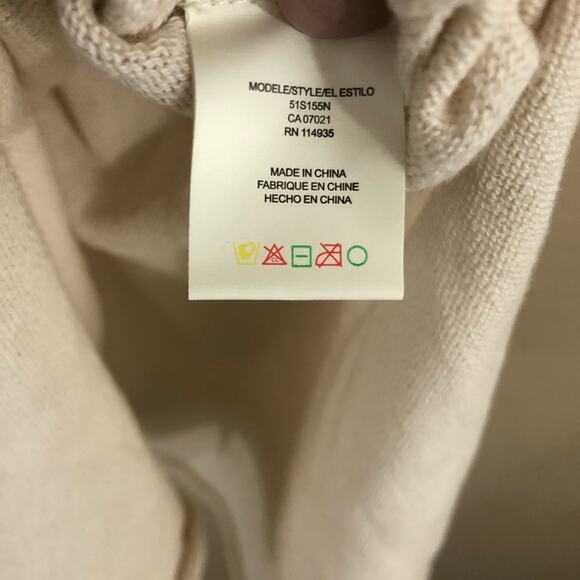 MODELE/STYLE/EL ESTILO
51S155N
CA 07021
RN 114935
MADE IN CHINA
FABRIQUE EN CHINE
HECHO EN CHINA